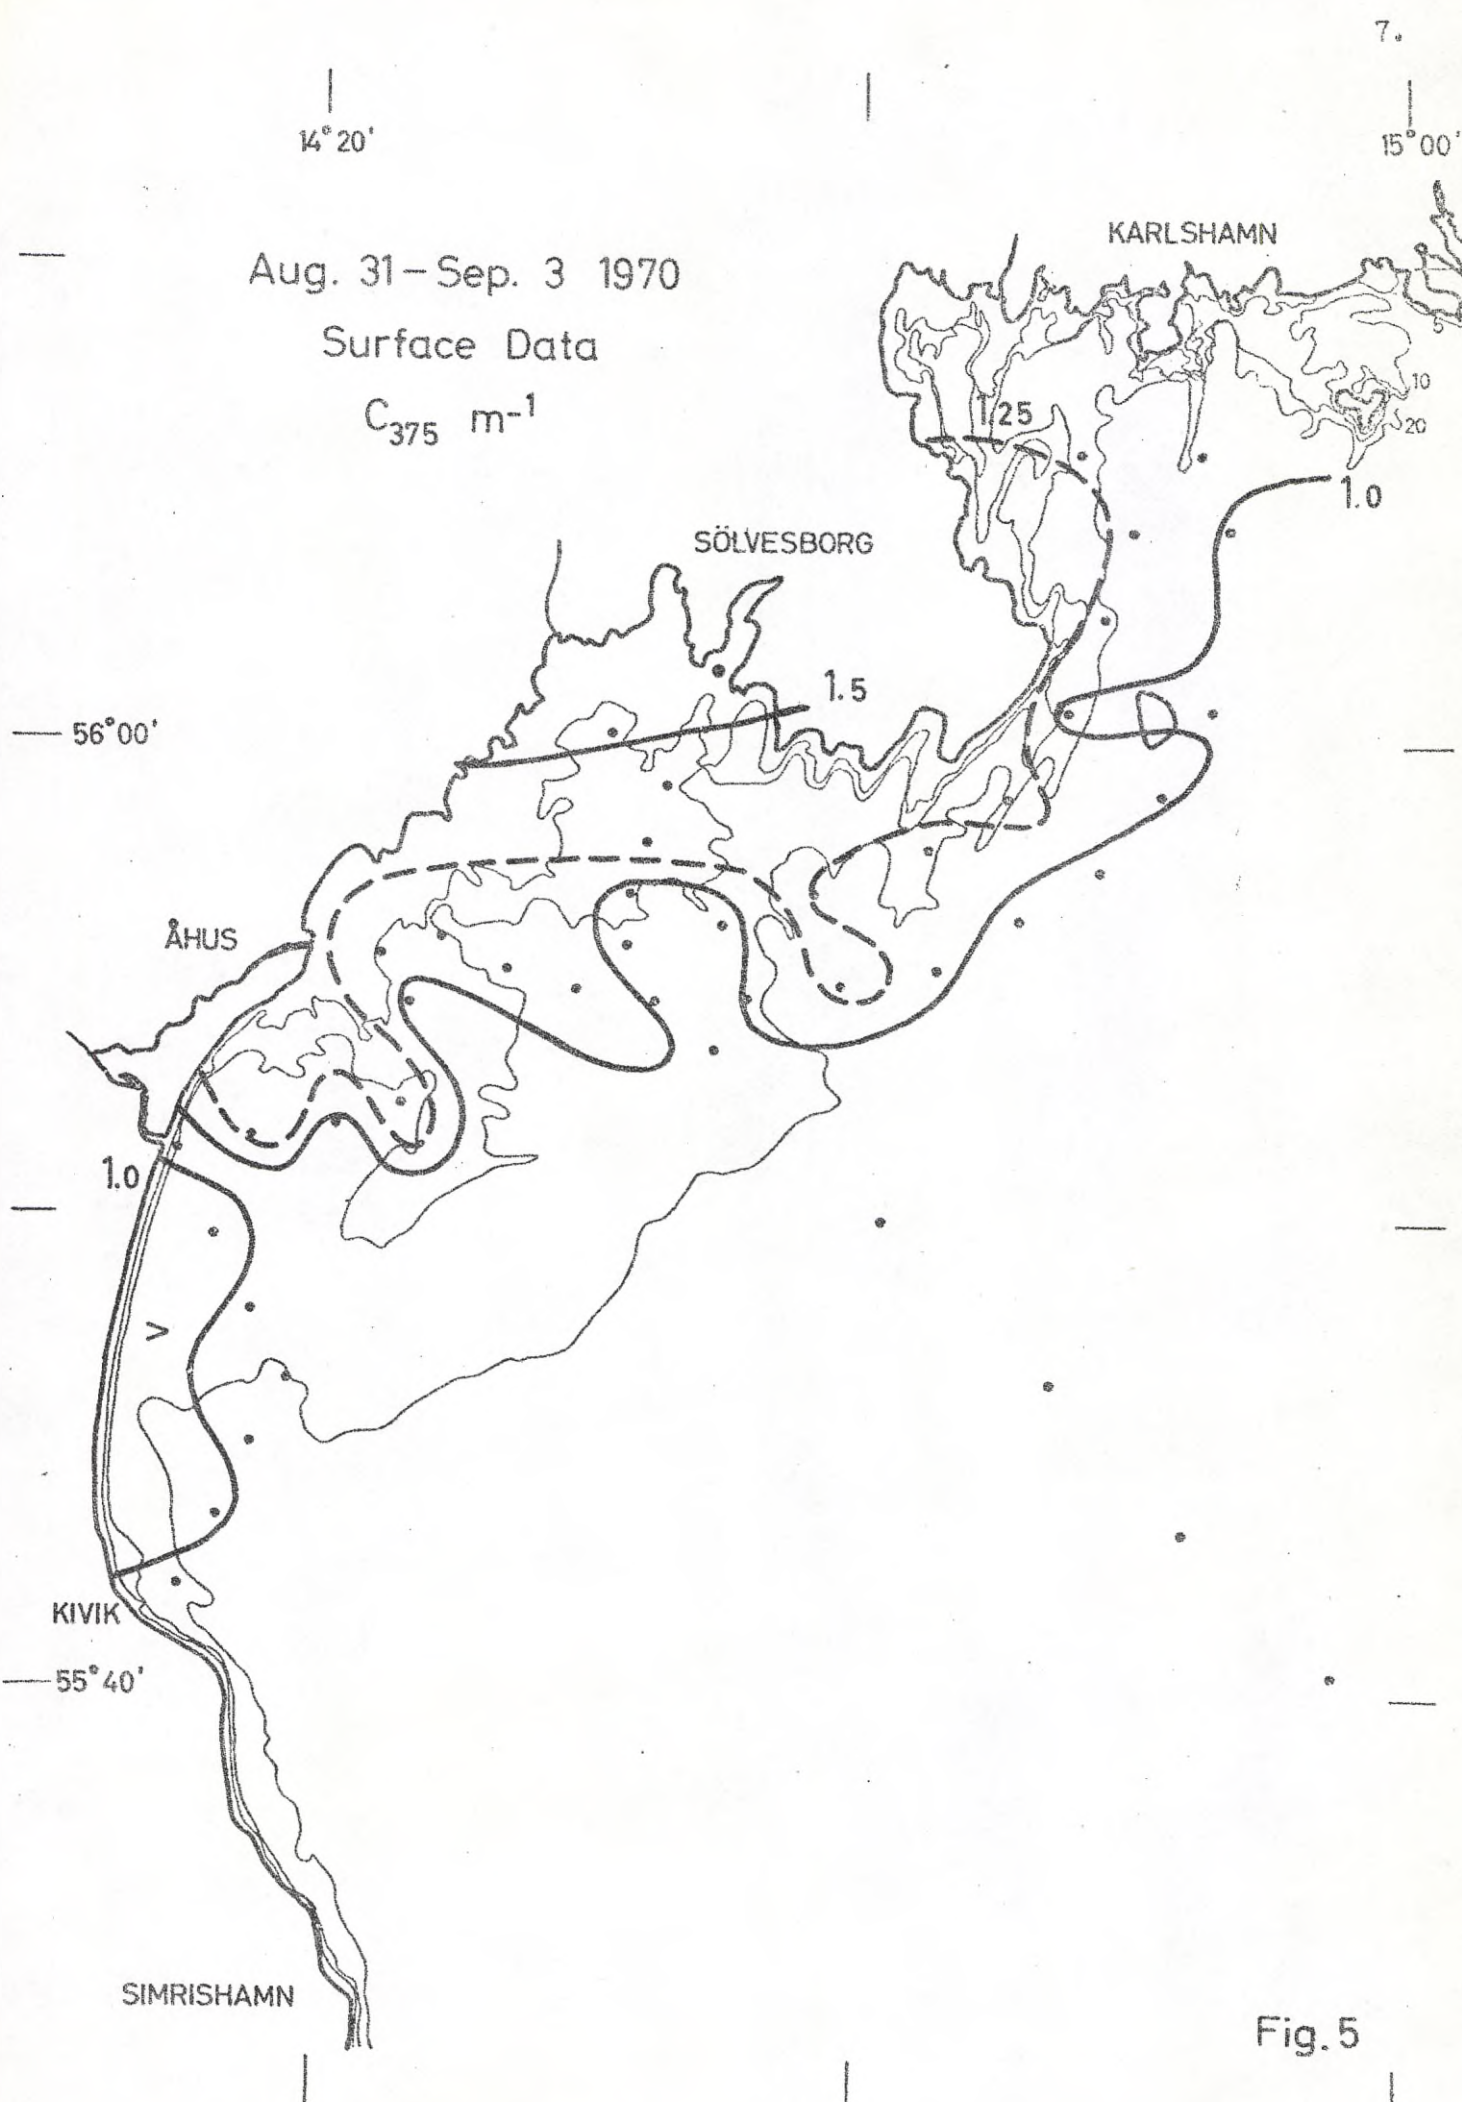 7.
14°20'
15°00'
KARLSHAMN
Aug. 31-Sep. 3 1970
Surface Data
C375 m-1
5
10
20
1.25
1.0
SÖLVESBORG
1.5
56°00'
ÅHUS
1.0
>
KIVIK
55°40'
SIMRISHAMN
Fig. 5